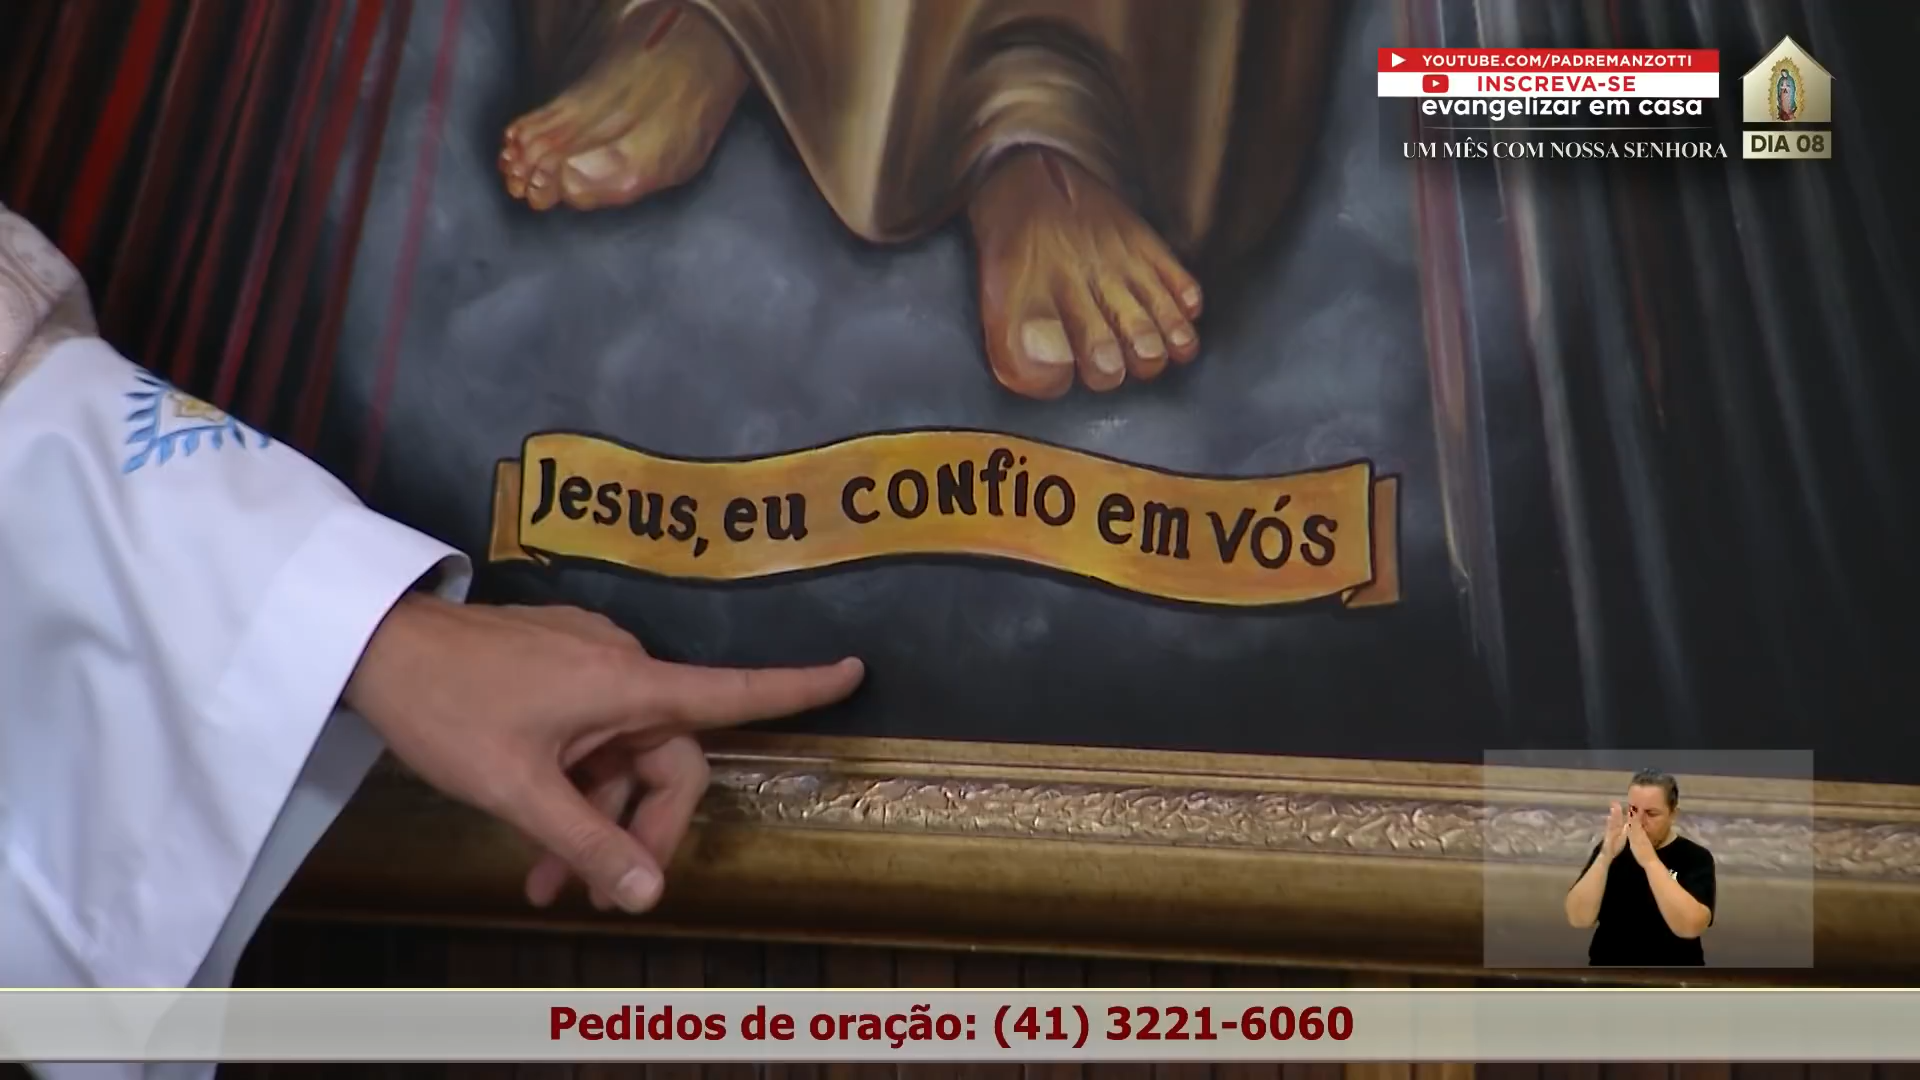 YOUTUBE.COM/PADREMANZOTTI
INSCREVA-SE
evangelizar em casa
UM MÊS COM NOSSA SENHORA
DIA 08
Jesus, eu CONfio em vós
Pedidos de oração: (41) 3221-6060